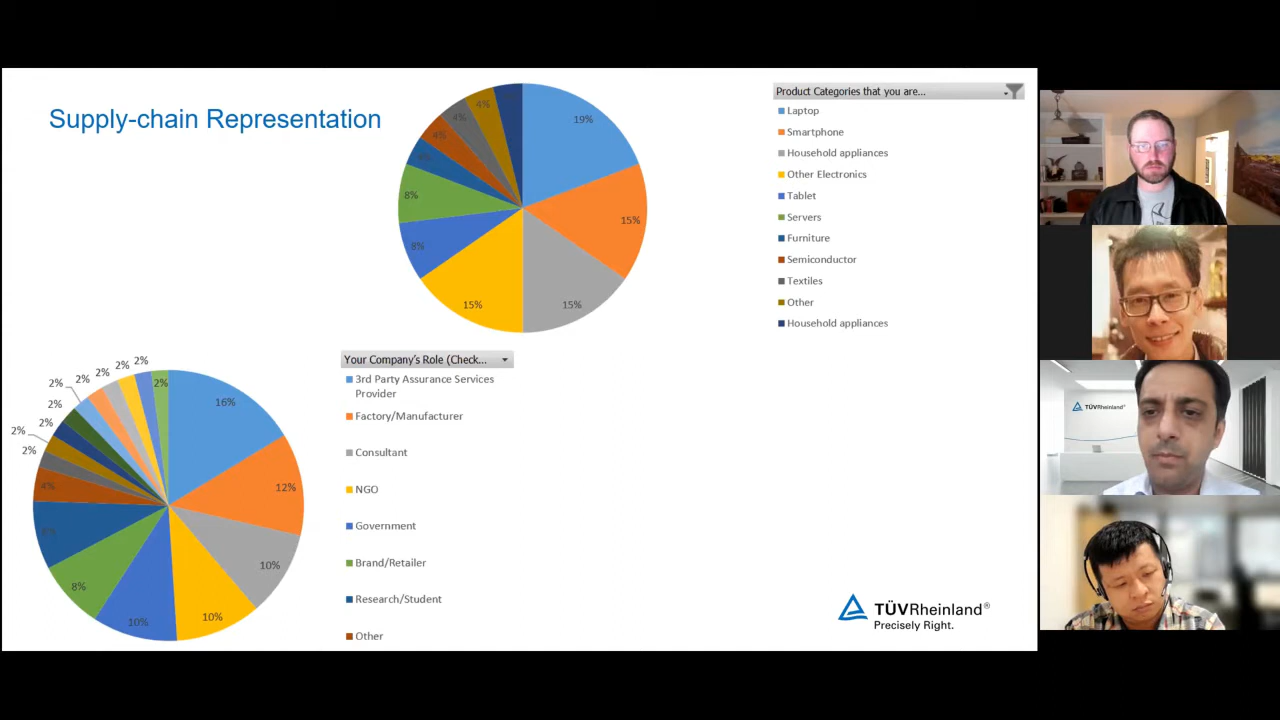 Supply-chain Representation
19%
15%
15%
15%
8%
8%
4%
4%
4%
4%
Product Categories that you are...
Laptop
Smartphone
Household appliances
Other Electronics
Tablet
Servers
Furniture
Semiconductor
Textiles
Other
Household appliances
16%
12%
10%
10%
10%
8%
4%
2%
2%
2%
2%
2%
2%
2%
2%
2%
2%
Your Company's Role (Check...
3rd Party Assurance Services
Provider
Factory/Manufacturer
Consultant
NGO
Government
Brand/Retailer
Research/Student
Other
TÜVRheinland®
Precisely Right.
TÜVRheinland®